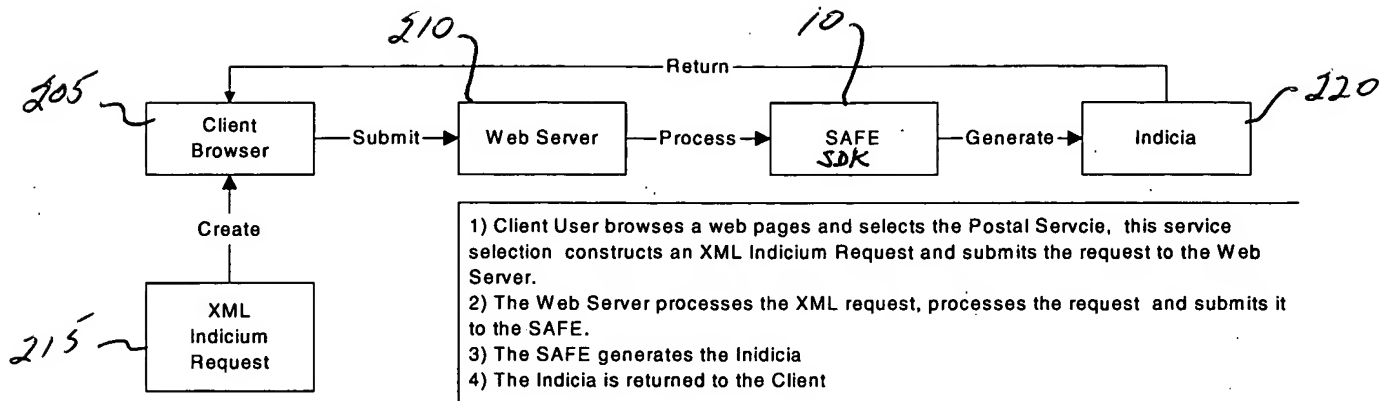 210
10
Return
205
220
Client
Browser
Submit
Web Server
Process
SAFE
SDK
Generate
Indicia
Create
1) Client User browses a web pages and selects the Postal Servcie, this service
selection constructs an XML Indicium Request and submits the request to the Web
Server.
2) The Web Server processes the XML request, processes the request and submits it
to the SAFE.
3) The SAFE generates the Inidicia
4) The Indicia is returned to the Client
XML
Indicium
Request
215